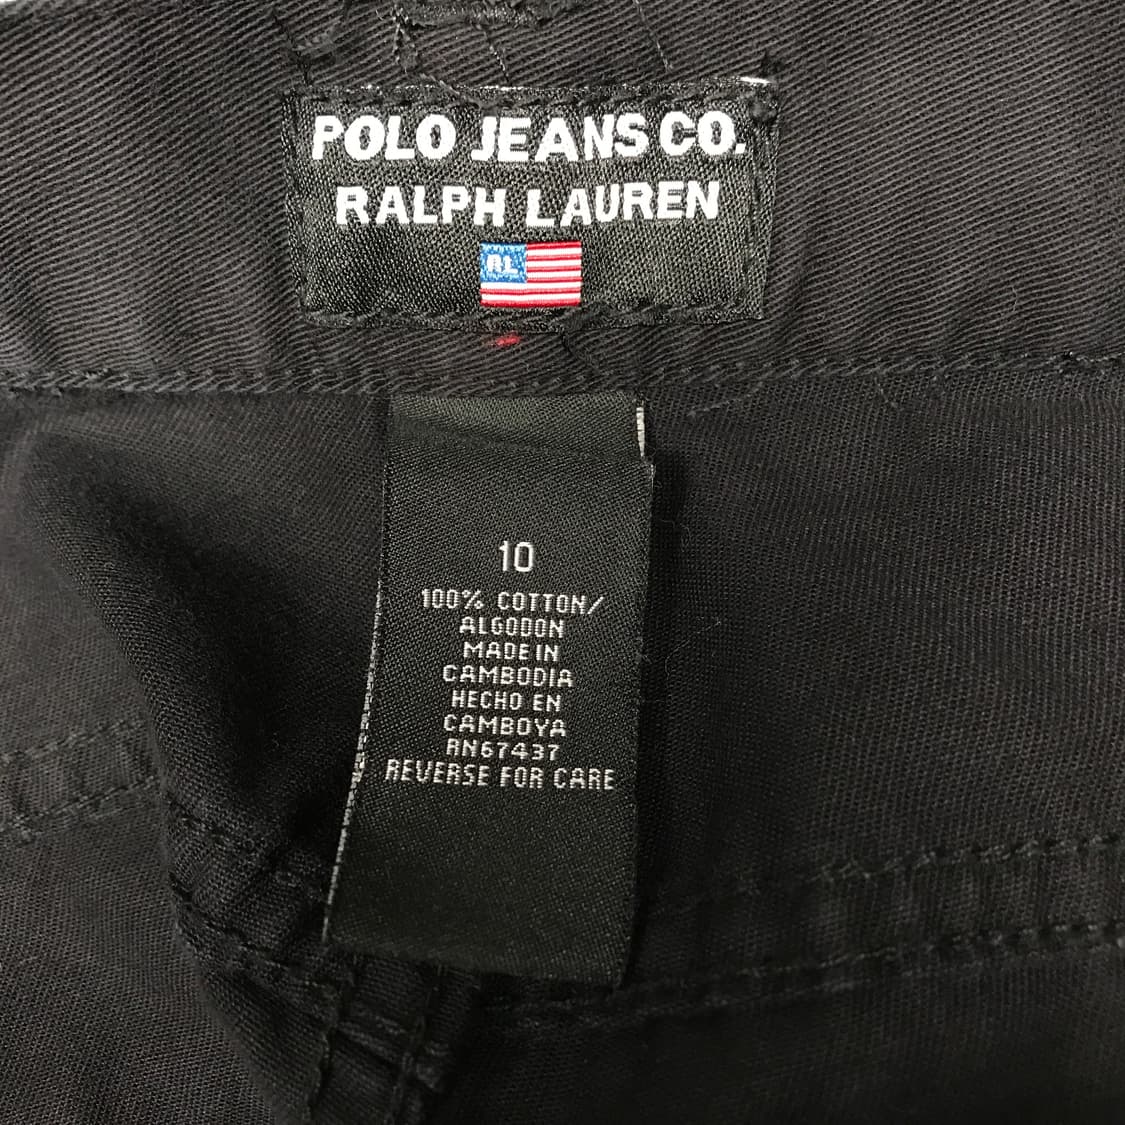 POLO JEANS CO.
RALPH LAUREN
RL
10
100% COTTON/
ALGODON
MADE IN
CAMBODIA
HECHO EN
CAMBOYA
RN67437
REVERSE FOR CARE